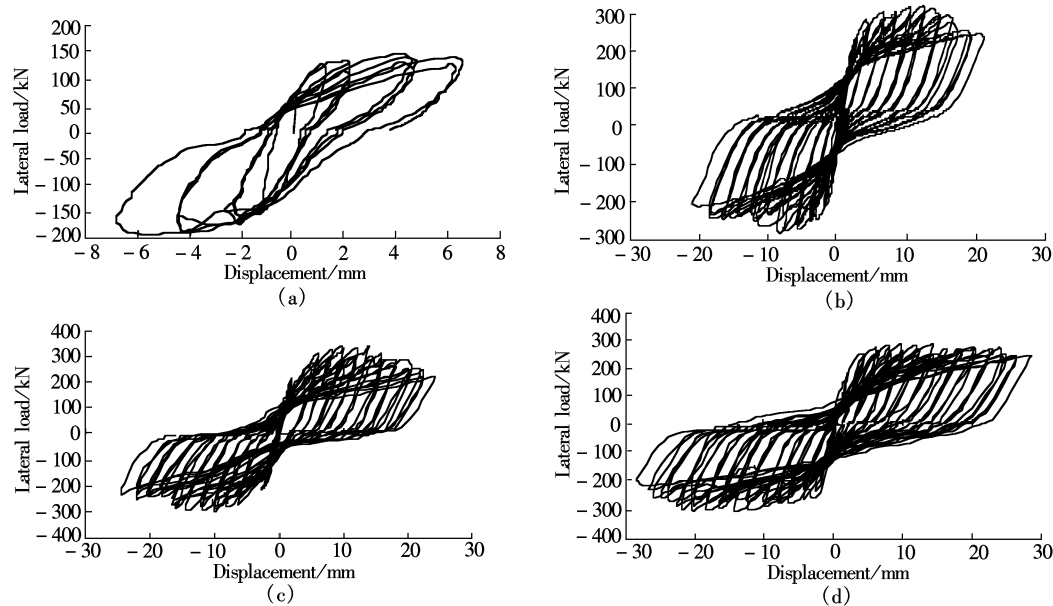 200
150
100
50
0
－50
－100
－150
－200
Lateral load/kN
－8 －6 －4 －2 0 2 4 6 8
Displacement/mm
(a)
300
200
100
0
－100
－200
－300
Lateral load/kN
－30 －20 －10 0 10 20 30
Displacement/mm
(b)
400
300
200
100
0
－100
－200
－300
－400
Lateral load/kN
－30 －20 －10 0 10 20 30
Displacement/mm
(c)
400
300
200
100
0
－100
－200
－300
－400
Lateral load/kN
－30 －20 －10 0 10 20 30
Displacement/mm
(d)